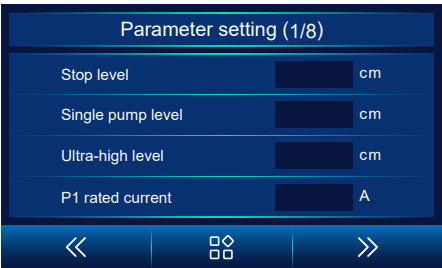 Parameter setting (1/8)
Stop level cm
Single pump level cm
Ultra-high level cm
P1 rated current A